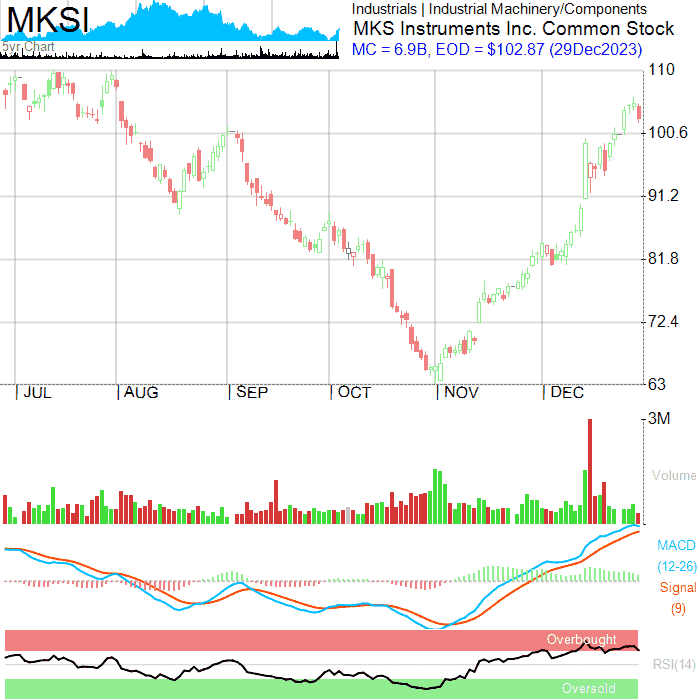 MKSI
5yr Chart
Industrials | Industrial Machinery/Components
MKS Instruments Inc. Common Stock
MC = 6.9B, EOD = $102.87 (29Dec2023)
110
100.6
91.2
81.8
72.4
63
| JUL | AUG | SEP | OCT | NOV | DEC
3M
Volume
MACD
(12-26)
Signal
(9)
Overbought
RSI(14)
Oversold